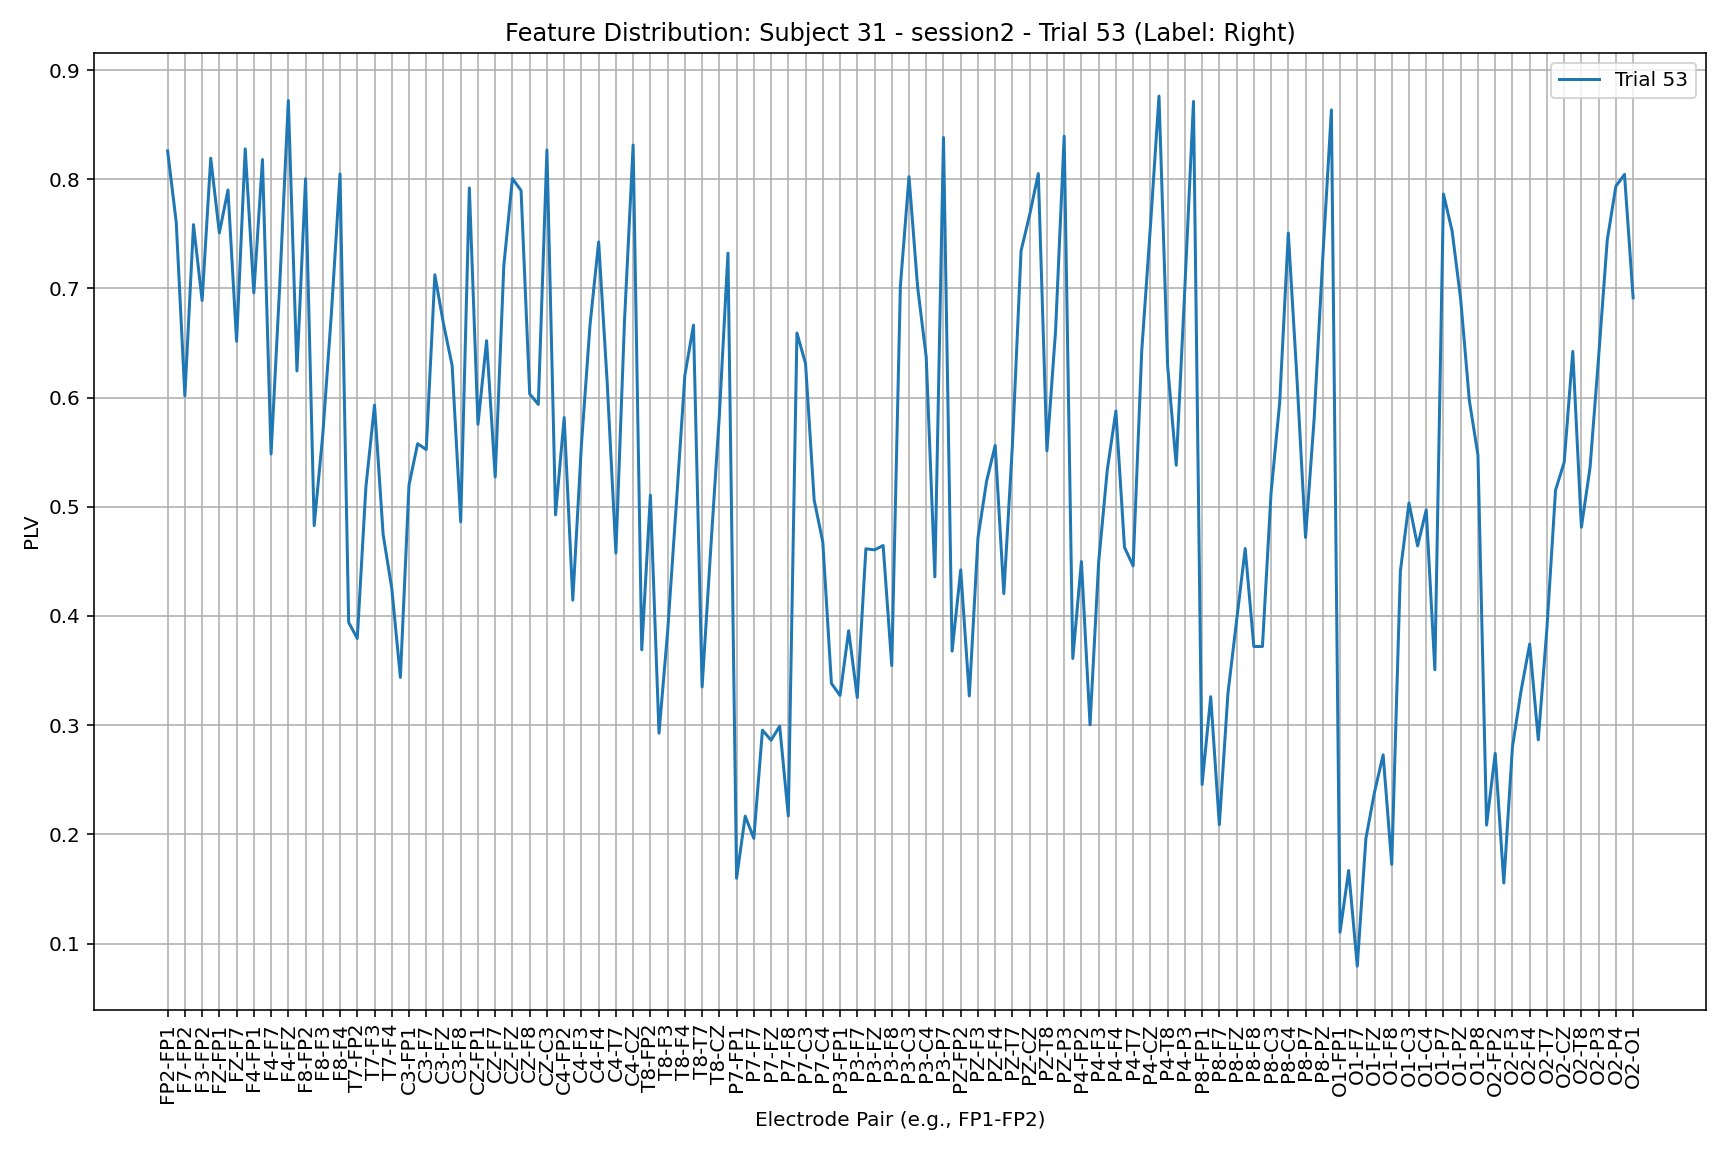 Feature Distribution: Subject 31 - session2 - Trial 53 (Label: Right)
Trial 53
0.9
0.8
0.7
0.6
0.5
0.4
0.3
0.2
0.1
PLV
FP2-FP1
F7-FP2
F3-FP2
FZ-FP1
FZ-F7
F4-FP1
F4-F7
F4-FZ
F8-FP2
F8-F3
F8-F4
T7-FP2
T7-F3
T7-F4
C3-FP1
C3-F7
C3-FZ
C3-F8
CZ-FP1
CZ-F7
CZ-FZ
CZ-F8
CZ-C3
C4-FP2
C4-F3
C4-F4
C4-T7
C4-CZ
T8-FP2
T8-F3
T8-F4
T8-T7
T8-CZ
P7-FP1
P7-F7
P7-FZ
P7-F8
P7-C3
P7-C4
P3-FP1
P3-F7
P3-FZ
P3-F8
P3-C3
P3-C4
P3-P7
PZ-FP2
PZ-F3
PZ-F4
PZ-T7
PZ-CZ
PZ-T8
PZ-P3
P4-FP2
P4-F3
P4-F4
P4-T7
P4-CZ
P4-T8
P4-P3
P8-FP1
P8-F7
P8-FZ
P8-F8
P8-C3
P8-C4
P8-P7
P8-PZ
O1-FP1
O1-F7
O1-FZ
O1-F8
O1-C3
O1-C4
O1-P7
O1-PZ
O1-P8
O2-FP2
O2-F3
O2-F4
O2-T7
O2-CZ
O2-T8
O2-P3
O2-P4
O2-O1
Electrode Pair (e.g., FP1-FP2)